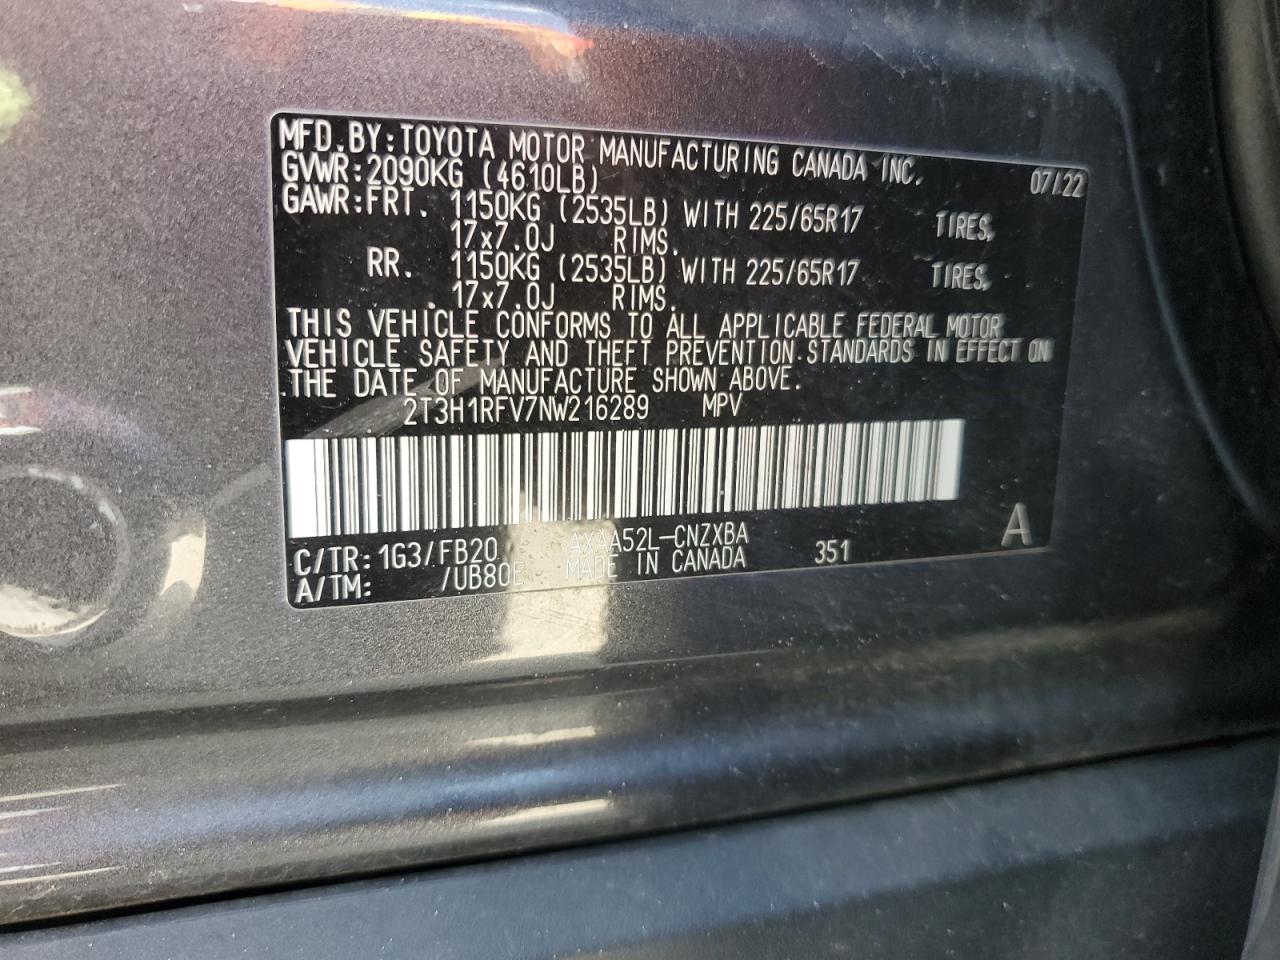 MFD.BY:TOYOTA MOTOR MANUFACTURING CANADA INC. 07/22
GVWR:2090KG (4610LB)
GAWR:FRT. 1150KG (2535LB) WITH 225/65R17 TIRES,
17x7.0J RIMS.
RR. 1150KG (2535LB) WITH 225/65R17 TIRES,
17x7.0J RIMS.
THIS VEHICLE CONFORMS TO ALL APPLICABLE FEDERAL MOTOR
VEHICLE SAFETY AND THEFT PREVENTION STANDARDS IN EFFECT ON
THE DATE OF MANUFACTURE SHOWN ABOVE.
2T3H1RFV7NW216289 MPV
A
C/TR:1G3/FB20 AXAA52L-CNZXBA
A/TM: /UB80E MADE IN CANADA 351